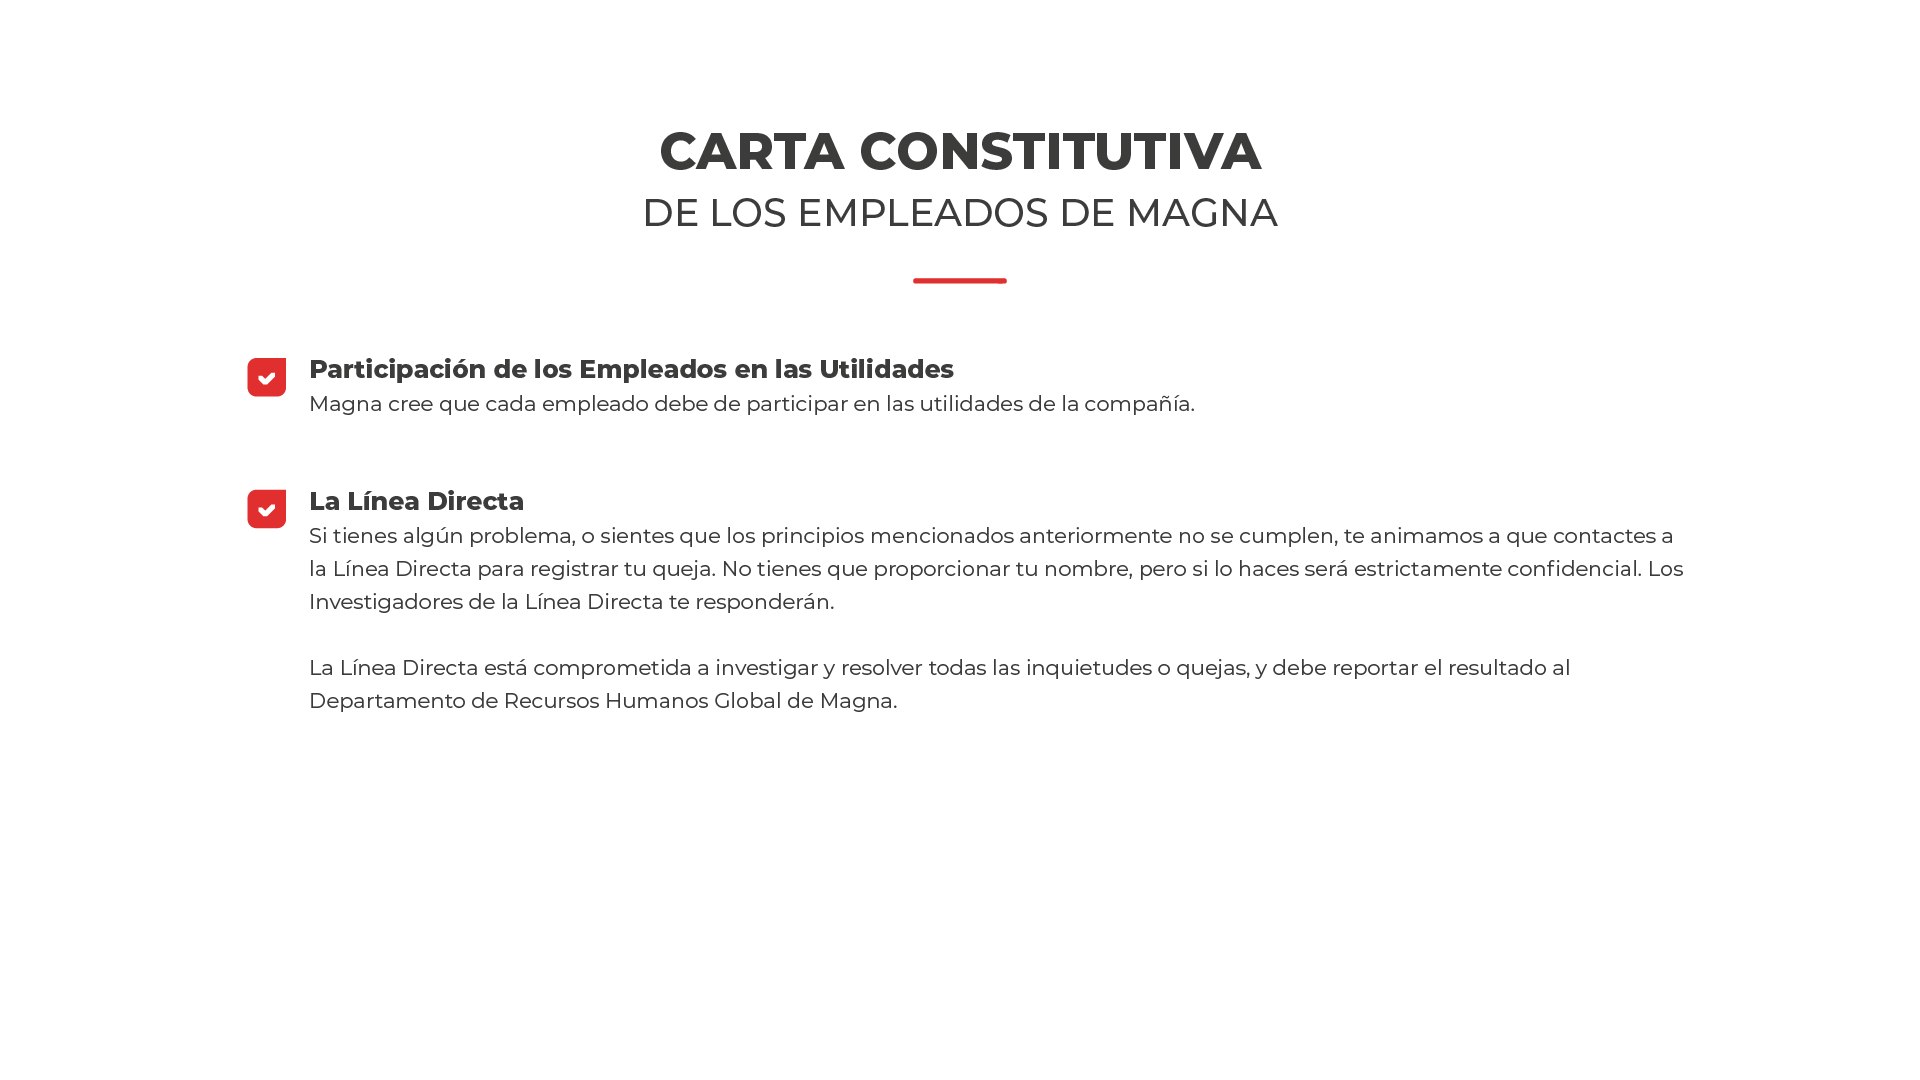 CARTA CONSTITUTIVA
DE LOS EMPLEADOS DE MAGNA
Participación de los Empleados en las Utilidades
Magna cree que cada empleado debe de participar en las utilidades de la compañía.
La Línea Directa
Si tienes algún problema, o sientes que los principios mencionados anteriormente no se cumplen, te animamos a que contactes a
la Línea Directa para registrar tu queja. No tienes que proporcionar tu nombre, pero si lo haces será estrictamente confidencial. Los
Investigadores de la Línea Directa te responderán.
La Línea Directa está comprometida a investigar y resolver todas las inquietudes o quejas, y debe reportar el resultado al
Departamento de Recursos Humanos Global de Magna.